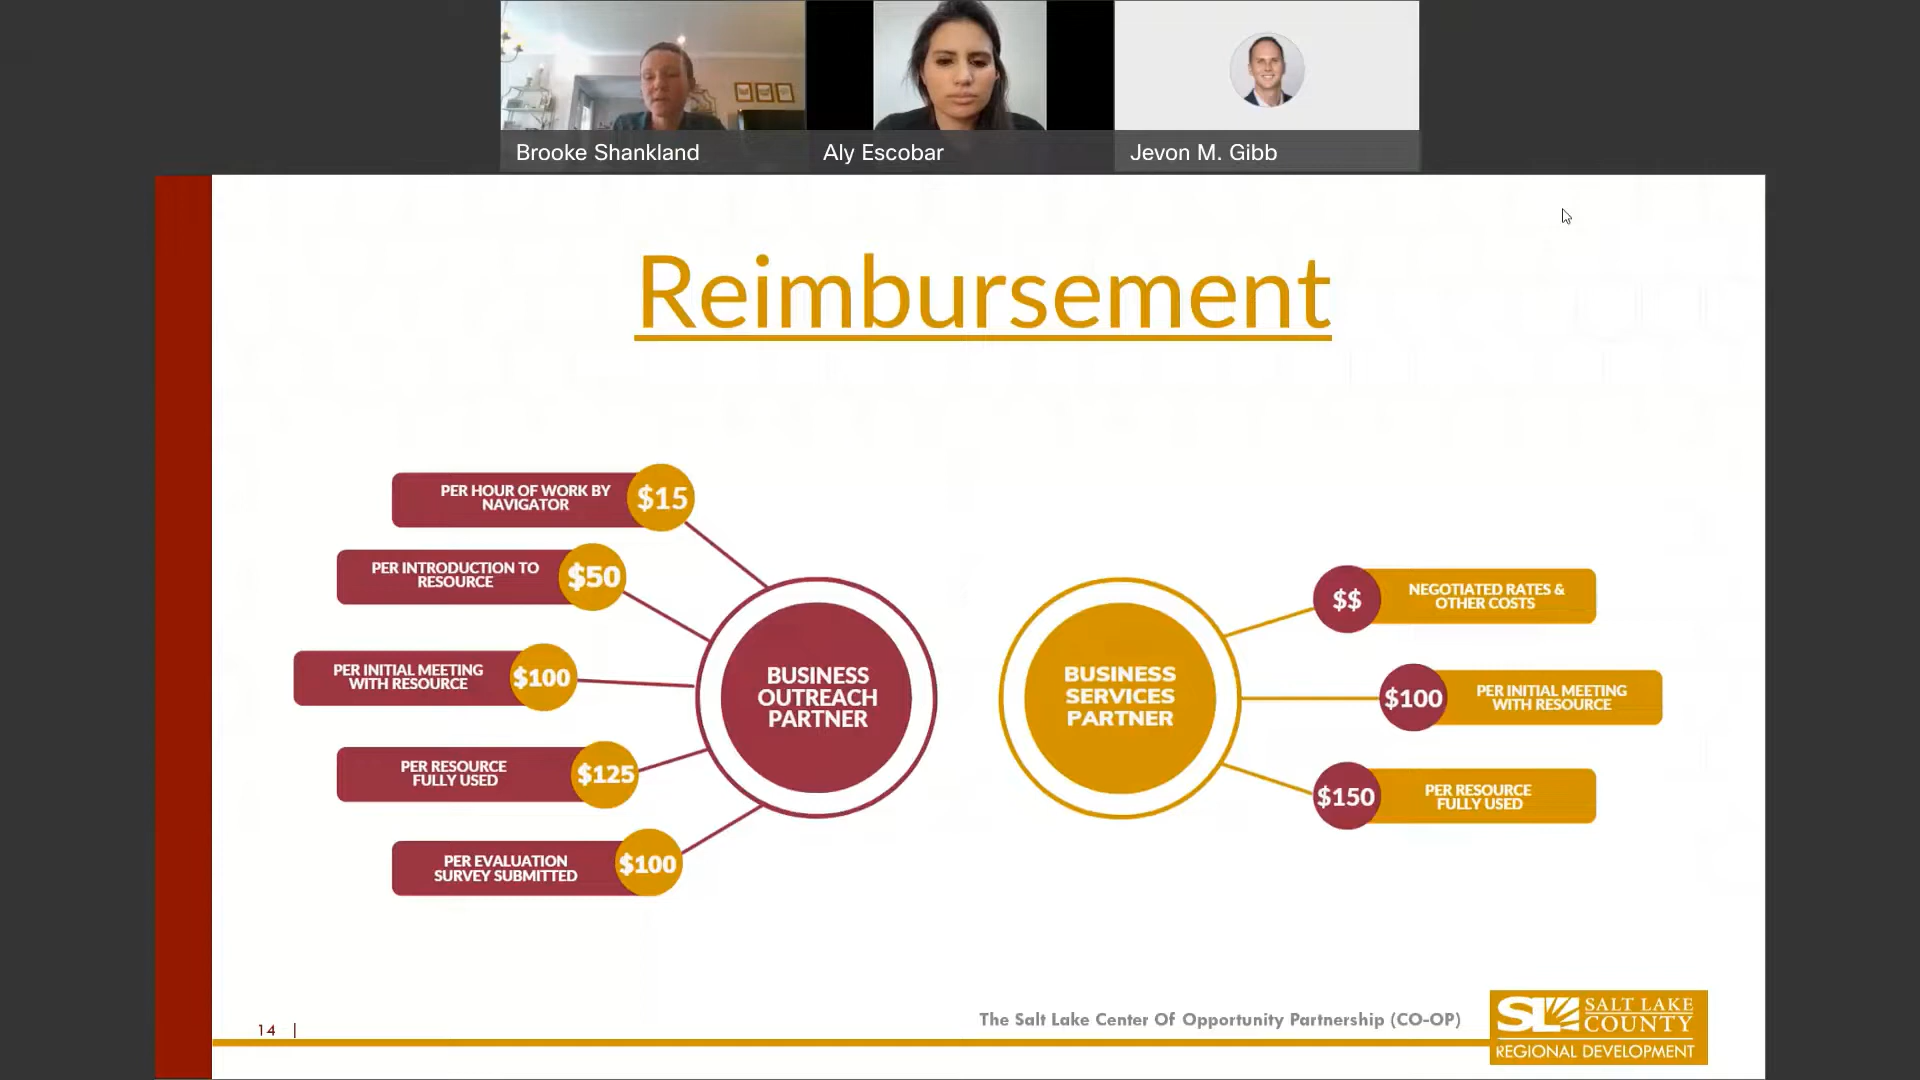 Brooke Shankland
Aly Escobar
Jevon M. Gibb
Reimbursement
PER HOUR OF WORK BY
NAVIGATOR
$15
PER INTRODUCTION TO
RESOURCE
$50
PER INITIAL MEETING
WITH RESOURCE
$100
PER RESOURCE
FULLY USED
$125
PER EVALUATION
SURVEY SUBMITTED
$100
BUSINESS
OUTREACH
PARTNER
BUSINESS
SERVICES
PARTNER
$$
NEGOTIATED RATES &
OTHER COSTS
$100
PER INITIAL MEETING
WITH RESOURCE
$150
PER RESOURCE
FULLY USED
14 |
The Salt Lake Center Of Opportunity Partnership (CO-OP)
SL
SALT LAKE
COUNTY
REGIONAL DEVELOPMENT